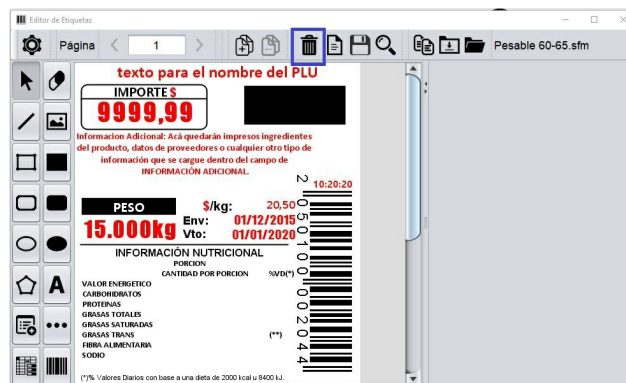 Editor de Etiquetas
Página 1 Pesable 60-65.sfm
texto para el nombre del PLU
IMPORTE $
9999,99
Informacion Adicional: Acá quedarán impresos ingredientes
del producto, datos de proveedores o cualquier otro tipo de
información que se cargue dentro del campo de
INFORMACIÓN ADICIONAL.
10:20:20
PESO $/kg: 20,50
15.000kg Env: 01/12/2015
Vto: 01/01/2020
INFORMACIÓN NUTRICIONAL
PORCION
CANTIDAD POR PORCION %VD(*)
VALOR ENERGETICO
CARBOHIDRATOS
PROTEINAS
GRASAS TOTALES
GRASAS SATURADAS
GRASAS TRANS (**)
FIBRA ALIMENTARIA
SODIO
(*)% Valores Diarios con base a una dieta de 2000 kcal u 8400 kJ.
2 050100 002044
A